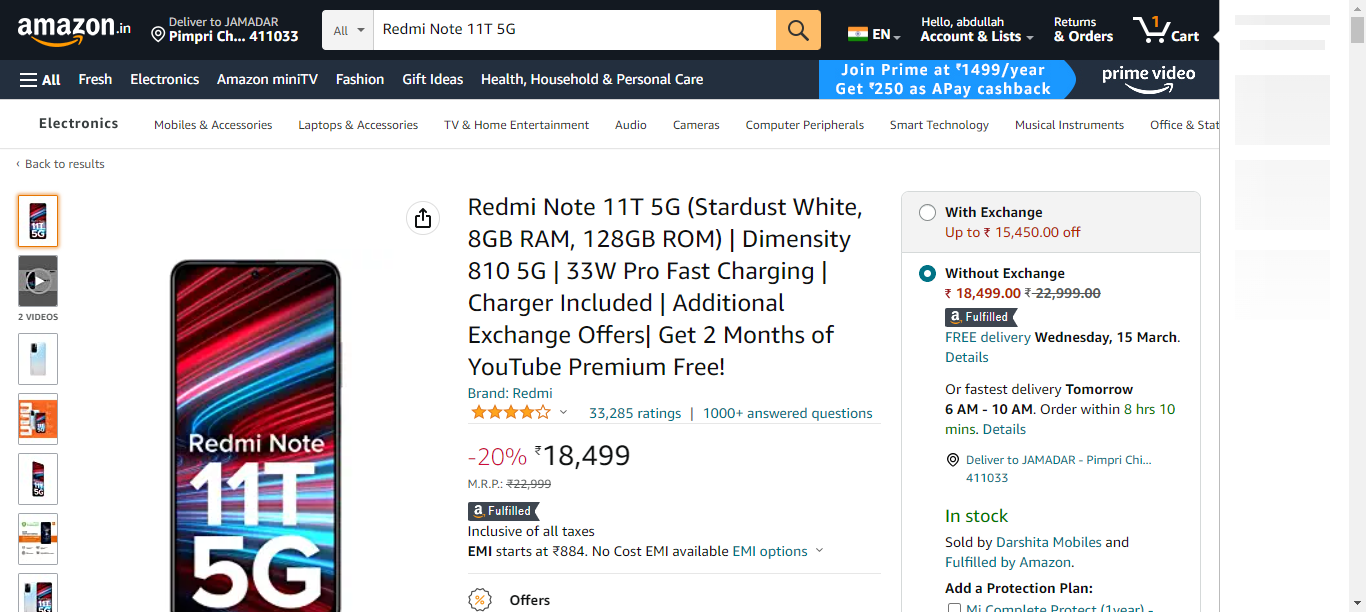 amazon.in
Deliver to JAMADAR
Pimpri Ch... 411033
All
Redmi Note 11T 5G
EN
Hello, abdullah
Account & Lists
Returns
& Orders
1
Cart
All
Fresh
Electronics
Amazon miniTV
Fashion
Gift Ideas
Health, Household & Personal Care
Join Prime at ₹1499/year
Get ₹250 as APay cashback
prime video
Electronics
Mobiles & Accessories
Laptops & Accessories
TV & Home Entertainment
Audio
Cameras
Computer Peripherals
Smart Technology
Musical Instruments
Office & Stat
‹ Back to results
11T
5G
2 VIDEOS
Redmi Note
11T
5G
Redmi Note 11T 5G (Stardust White,
8GB RAM, 128GB ROM) | Dimensity
810 5G | 33W Pro Fast Charging |
Charger Included | Additional
Exchange Offers| Get 2 Months of
YouTube Premium Free!
Brand: Redmi
33,285 ratings | 1000+ answered questions
-20% ₹18,499
M.R.P.: ₹22,999
a Fulfilled
Inclusive of all taxes
EMI starts at ₹884. No Cost EMI available EMI options
% Offers
With Exchange
Up to ₹ 15,450.00 off
Without Exchange
₹ 18,499.00 ₹ 22,999.00
a Fulfilled
FREE delivery Wednesday, 15 March.
Details
Or fastest delivery Tomorrow
6 AM - 10 AM. Order within 8 hrs 10
mins. Details
Deliver to JAMADAR - Pimpri Chi...
411033
In stock
Sold by Darshita Mobiles and
Fulfilled by Amazon.
Add a Protection Plan:
Mi Complete Protect (1year) -